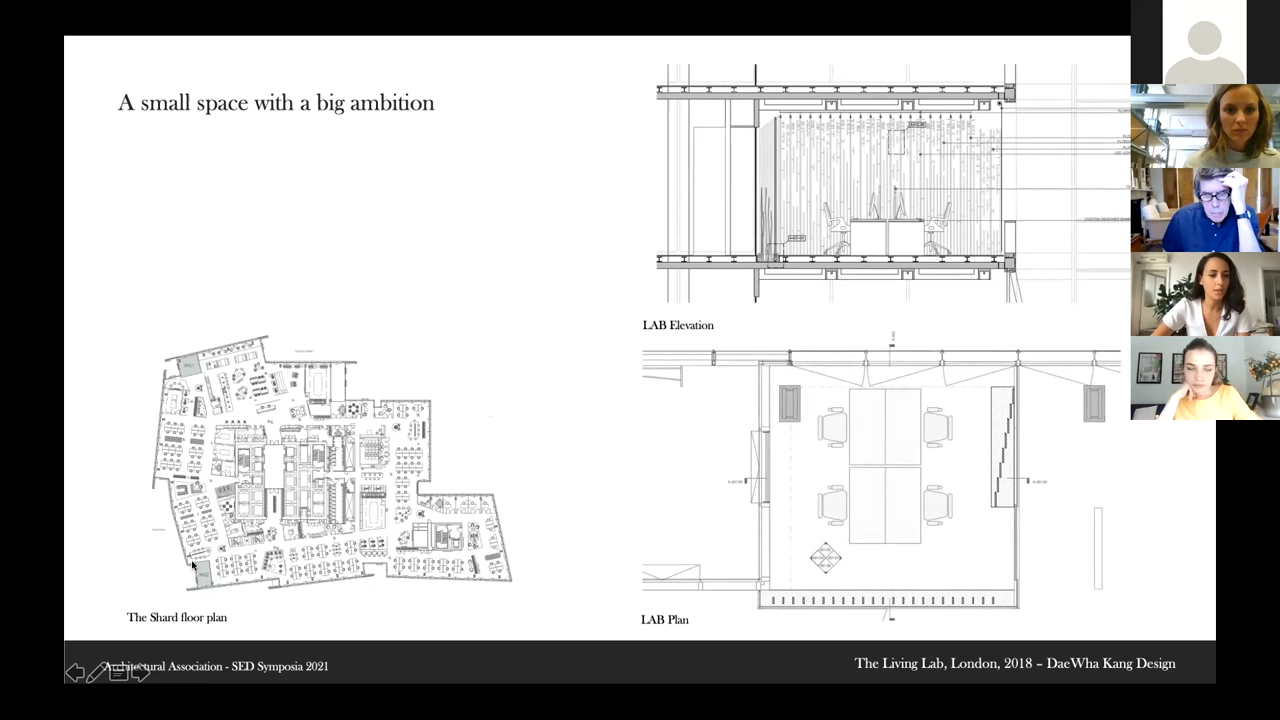 A small space with a big ambition
LAB Elevation
The Shard floor plan
LAB Plan
Architectural Association - SED Symposia 2021
The Living Lab, London, 2018 – DaeWha Kang Design